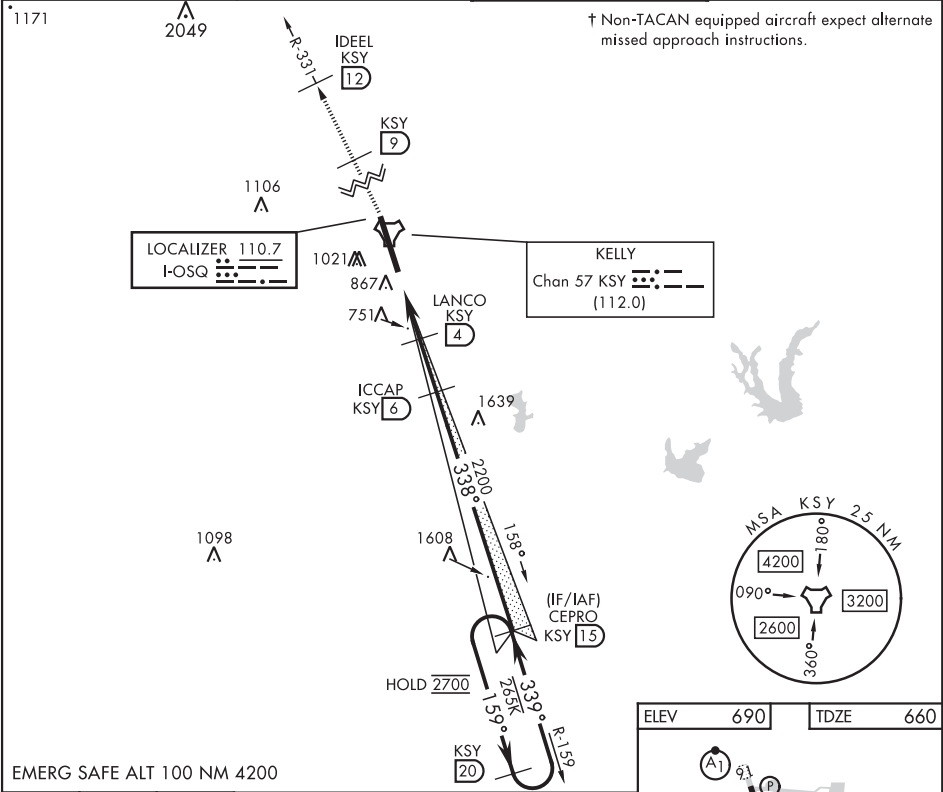 1171
2049
† Non-TACAN equipped aircraft expect alternate
missed approach instructions.
R-331
IDEEL
KSY
12
KSY
9
1106
LOCALIZER 110.7
I-OSQ
1021
867
751
KELLY
Chan 57 KSY
(112.0)
LANCO
KSY
4
ICCAP
KSY 6
1639
2200
338°
158°
1098
1608
(IF/IAF)
CEPRO
KSY 15
HOLD 2700
159°
265K
339°
R-159
KSY
20
MSA KSY 25 NM
180°
4200
090°
3200
2600
360°
EMERG SAFE ALT 100 NM 4200
ELEV 690
TDZE 660
A1
P